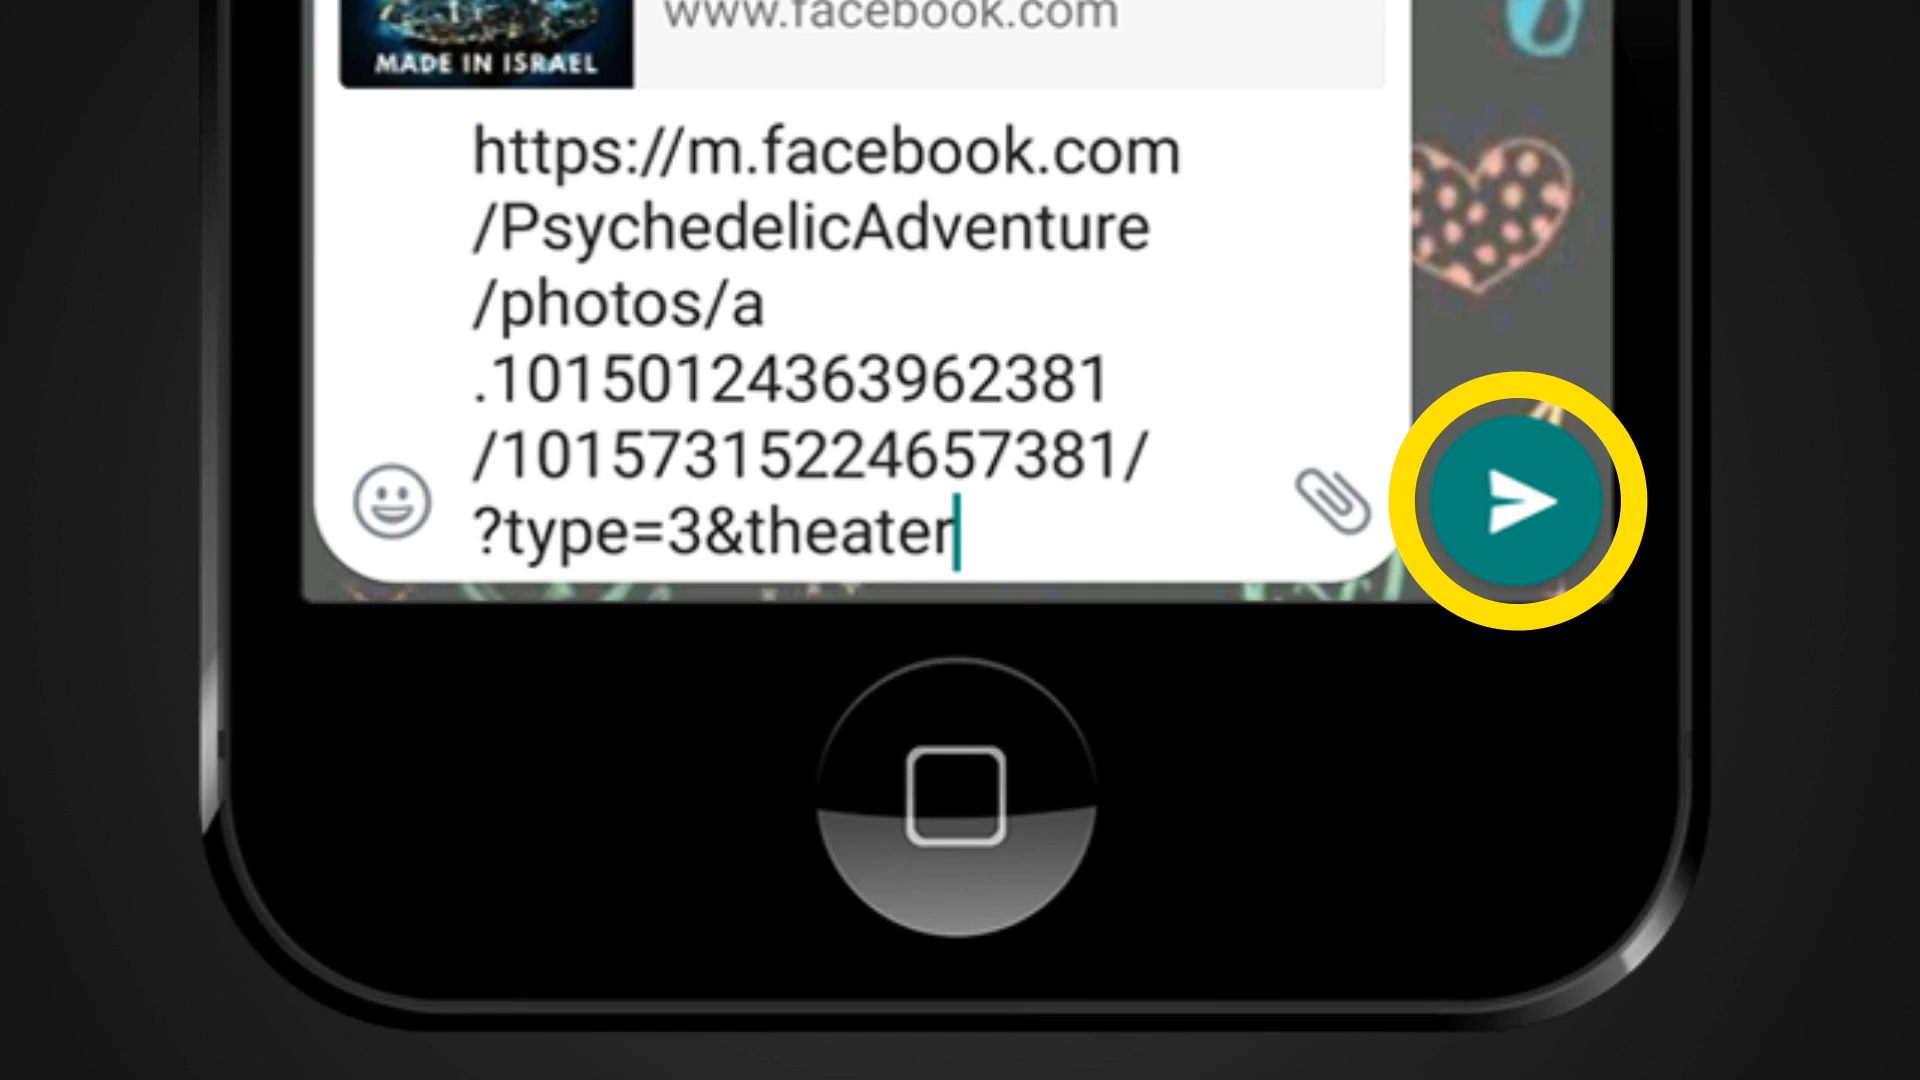 www.facebook.com
MADE IN ISRAEL
https://m.facebook.com
/PsychedelicAdventure
/photos/a
.10150124363962381
/10157315224657381/
?type=3&theater